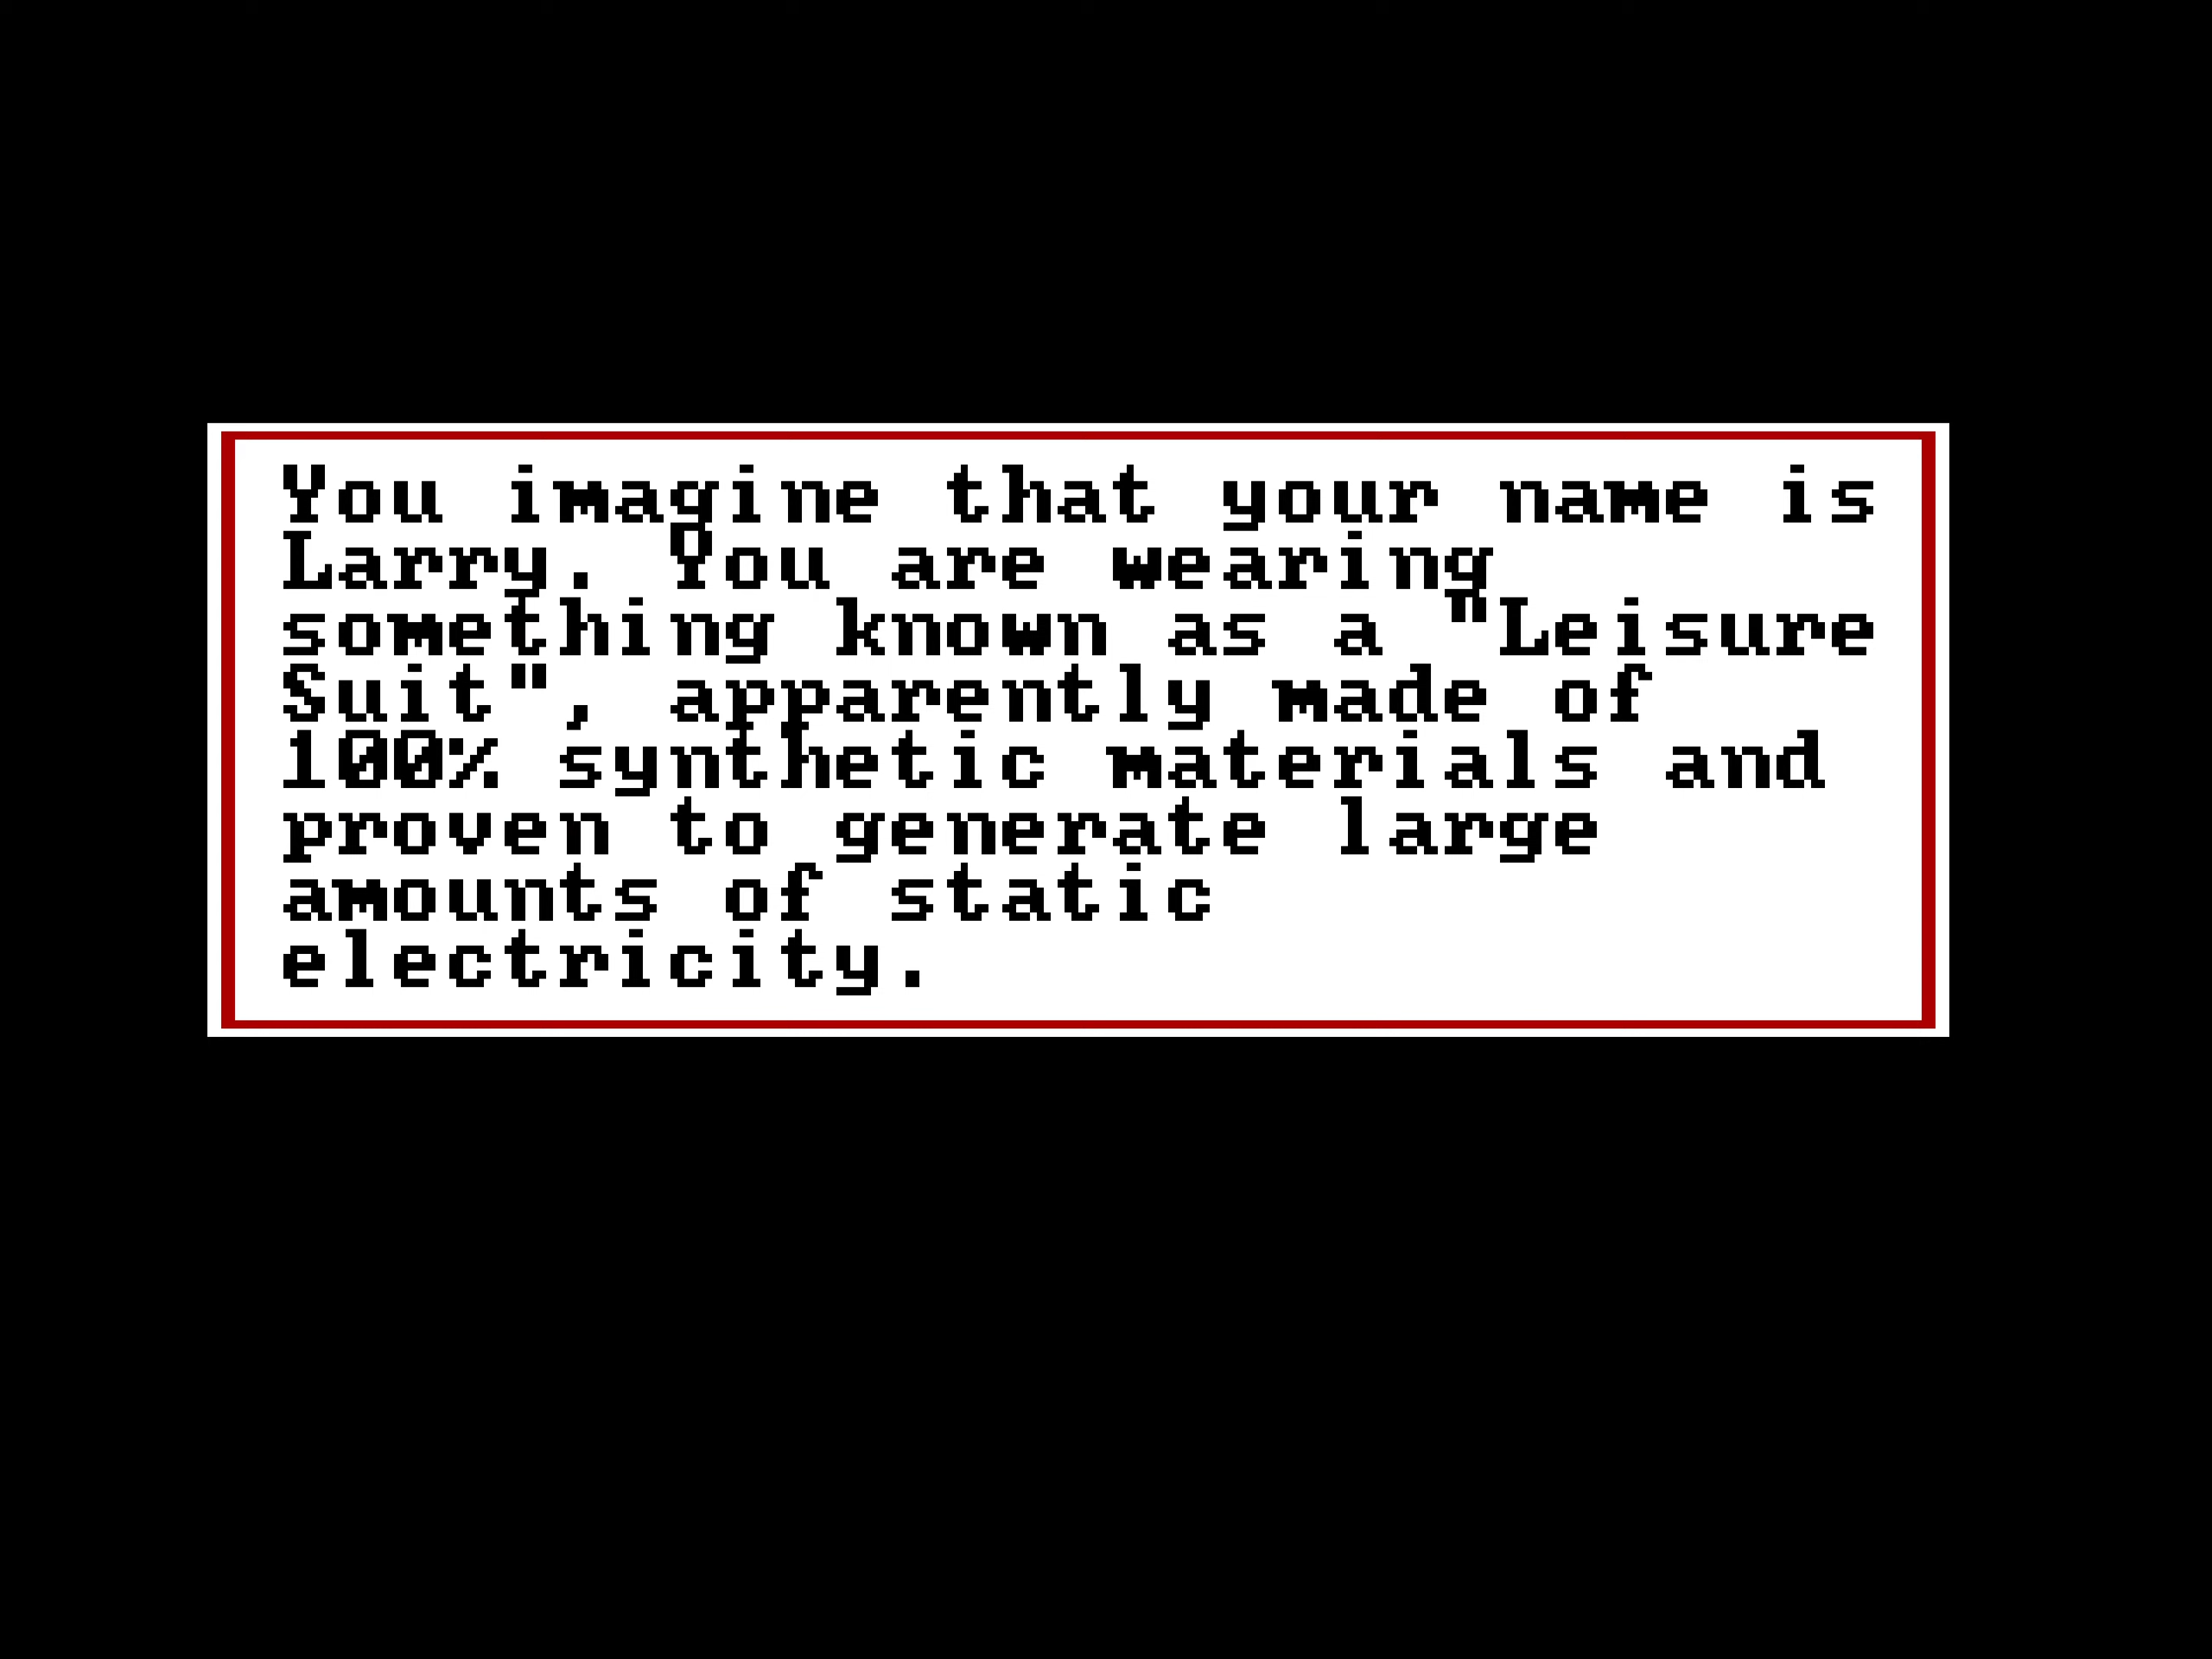 You imagine that your name is
Larry. You are wearing
something known as a "Leisure
Suit", apparently made of
100% synthetic materials and
proven to generate large
amounts of static
electricity.